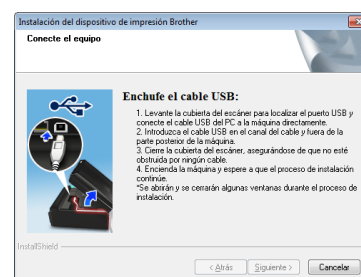 Instalación del dispositivo de impresión Brother
Conecte el equipo
Enchufe el cable USB:
1. Levante la cubierta del escáner para localizar el puerto USB y
conecte el cable USB del PC a la máquina directamente.
2. Introduzca el cable USB en el canal del cable y fuera de la
parte posterior de la máquina.
3. Cierre la cubierta del escáner, asegurándose de que no esté
obstruida por ningún cable.
4. Encienda la máquina y espere a que el proceso de instalación
continúe.
*Se abrirán y se cerrarán algunas ventanas durante el proceso de
instalación.
InstallShield
< Atrás Siguiente > Cancelar